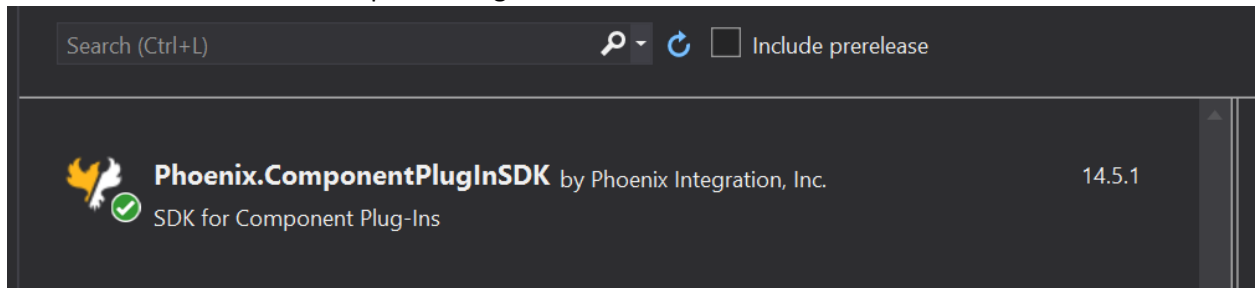 Search (Ctrl+L)
Include prerelease
Phoenix.ComponentPlugInSDK by Phoenix Integration, Inc.
14.5.1
SDK for Component Plug-Ins